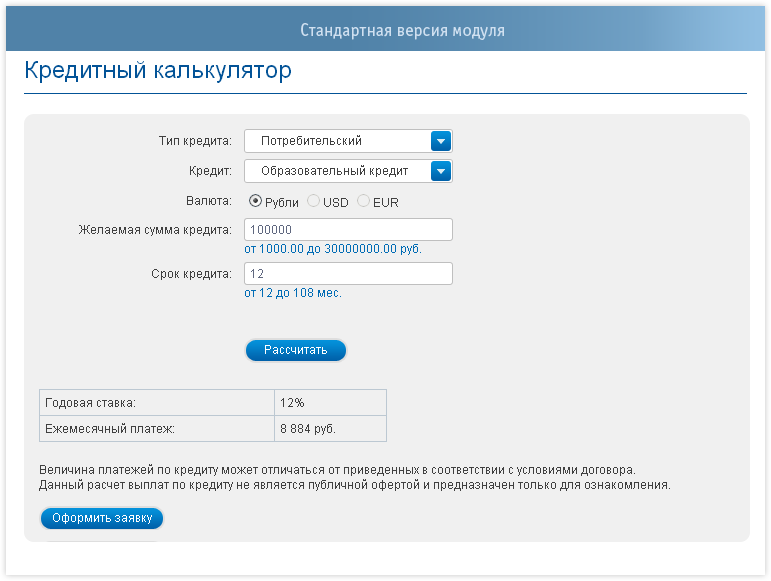 Стандартная версия модуля
Кредитный калькулятор
Тип кредита: Потребительский
Кредит: Образовательный кредит
Валюта: Рубли USD EUR
Желаемая сумма кредита: 100000
от 1000.00 до 30000000.00 руб.
Срок кредита: 12
от 12 до 108 мес.
Рассчитать
Годовая ставка: 12%
Ежемесячный платеж: 8 884 руб.
Величина платежей по кредиту может отличаться от приведенных в соответствии с условиями договора.
Данный расчет выплат по кредиту не является публичной офертой и предназначен только для ознакомления.
Оформить заявку